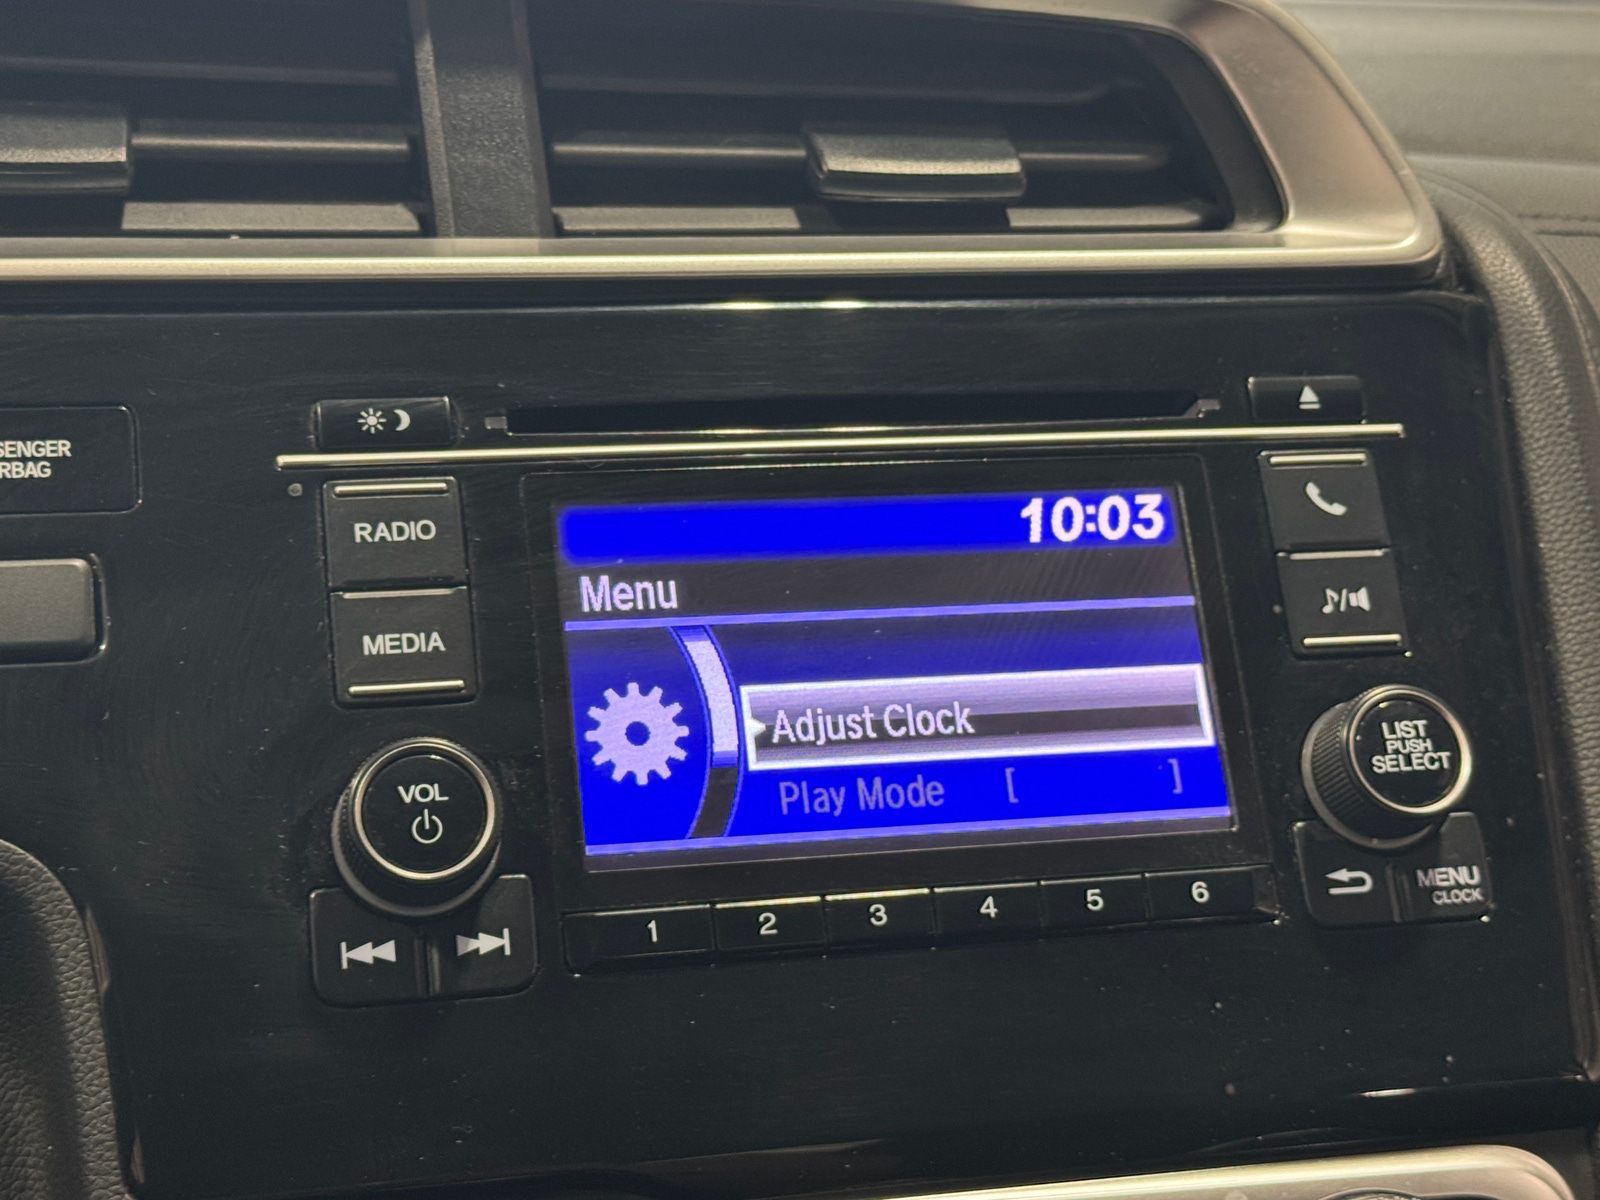 SENGER
RBAG
RADIO
MEDIA
VOL
10:03
Menu
Adjust Clock
Play Mode [ ]
1 2 3 4 5 6
LIST
PUSH
SELECT
MENU
CLOCK